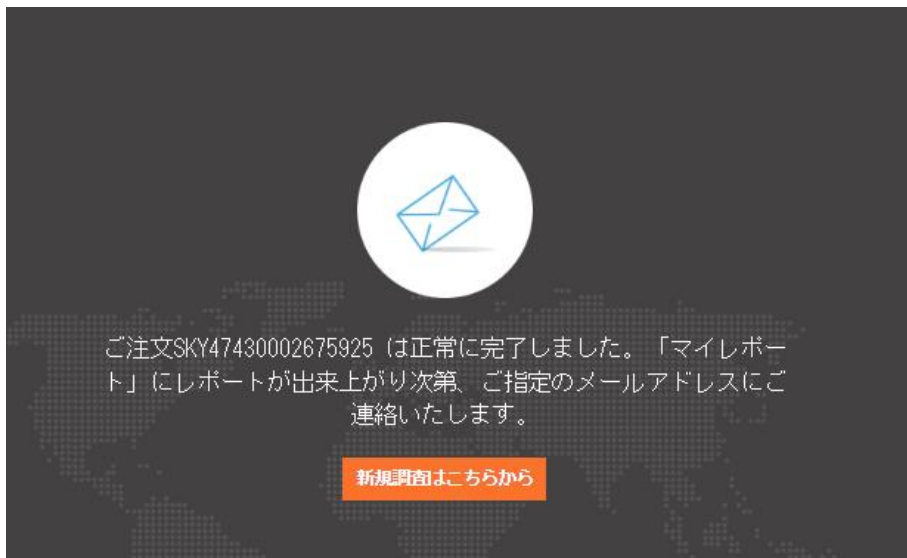 ご注文SKY47430002675925 は正常に完了しました。「マイレポー
ト」にレポートが出来上がり次第、ご指定のメールアドレスにご
連絡いたします。
新規調査はこちらから